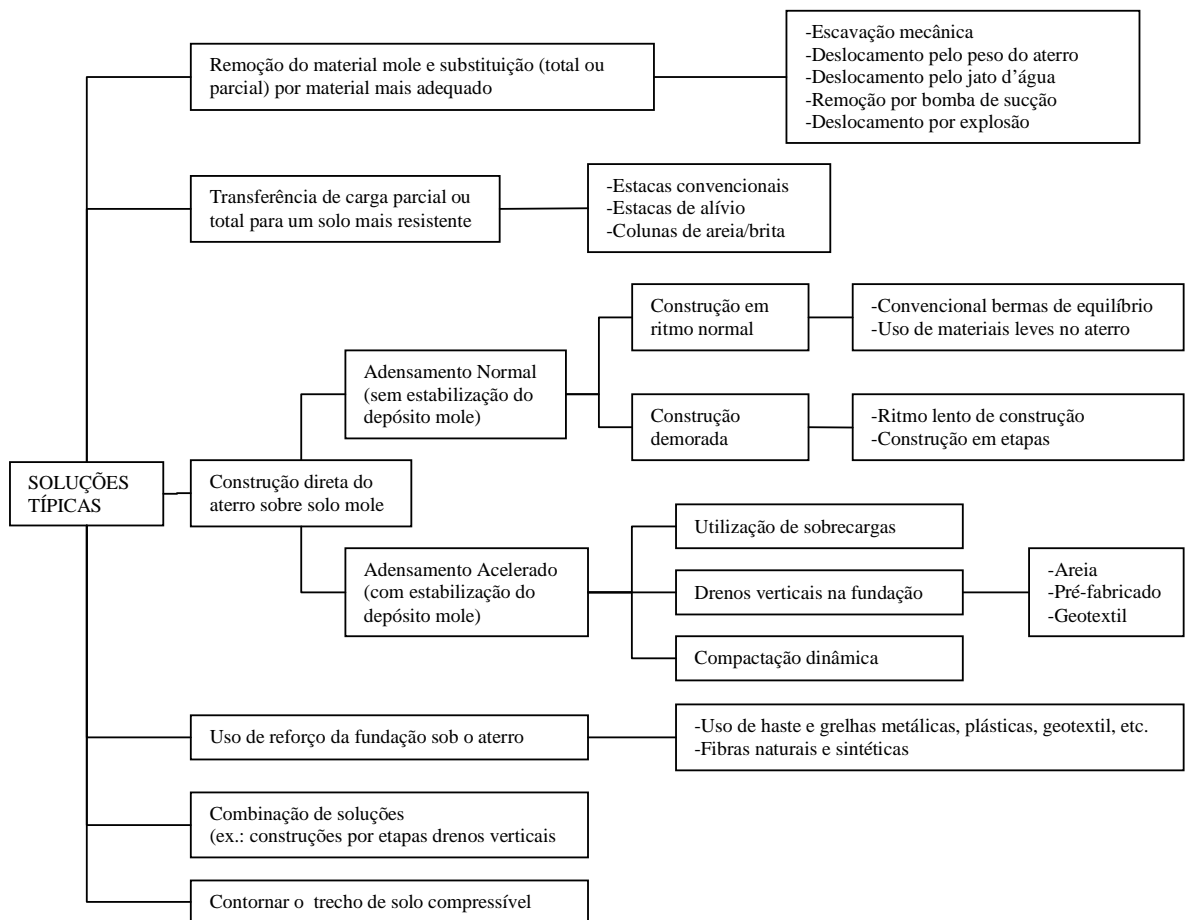 -Escavação mecânica
-Deslocamento pelo peso do aterro
-Deslocamento pelo jato d'água
-Remoção por bomba de sucção
-Deslocamento por explosão
Remoção do material mole e substituição (total ou
parcial) por material mais adequado
Transferência de carga parcial ou
total para um solo mais resistente
-Estacas convencionais
-Estacas de alívio
-Colunas de areia/brita
Construção em
ritmo normal
-Convencional bermas de equilíbrio
-Uso de materiais leves no aterro
Adensamento Normal
(sem estabilização do
depósito mole)
Construção
demorada
-Ritmo lento de construção
-Construção em etapas
SOLUÇÕES
TÍPICAS
Construção direta do
aterro sobre solo mole
Utilização de sobrecargas
Adensamento Acelerado
(com estabilização do
depósito mole)
Drenos verticais na fundação
-Areia
-Pré-fabricado
-Geotextil
Compactação dinâmica
Uso de reforço da fundação sob o aterro
-Uso de haste e grelhas metálicas, plásticas, geotextil, etc.
-Fibras naturais e sintéticas
Combinação de soluções
(ex.: construções por etapas drenos verticais
Contornar o  trecho de solo compressível